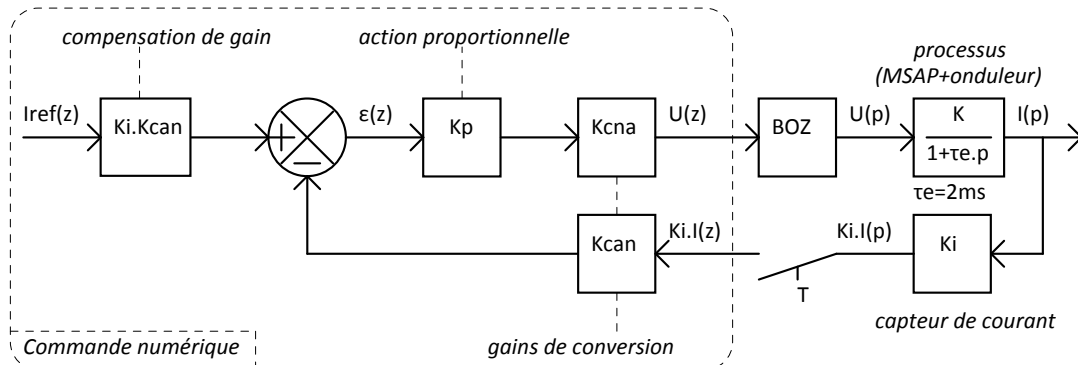 compensation de gain
action proportionnelle
processus
(MSAP+onduleur)
Iref(z)
Ki.Kcan
ε(z)
Kp
Kcna
U(z)
BOZ
U(p)
K
1+τe.p
I(p)
τe=2ms
Kcan
Ki.I(z)
T
Ki.I(p)
Ki
capteur de courant
Commande numérique
gains de conversion